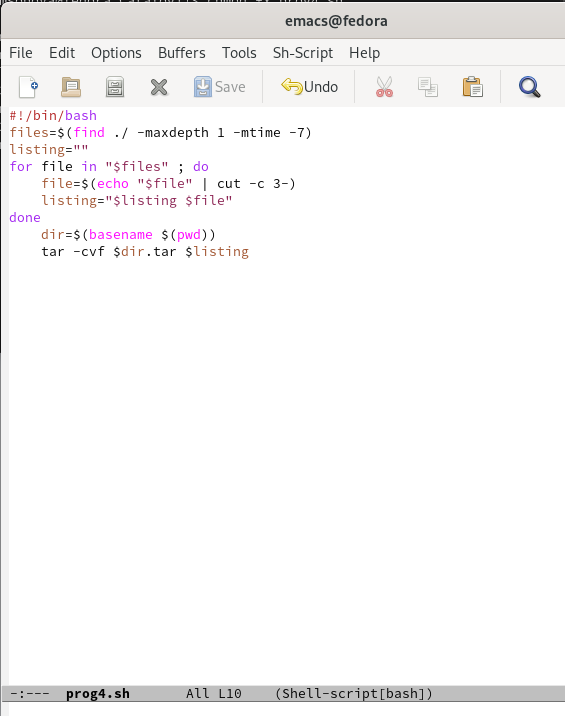 emacs@fedora
File Edit Options Buffers Tools Sh-Script Help
Save Undo
#!/bin/bash
files=$(find ./ -maxdepth 1 -mtime -7)
listing=""
for file in "$files" ; do
    file=$(echo "$file" | cut -c 3-)
    listing="$listing $file"
done
    dir=$(basename $(pwd))
    tar -cvf $dir.tar $listing
-:--- prog4.sh All L10 (Shell-script[bash])